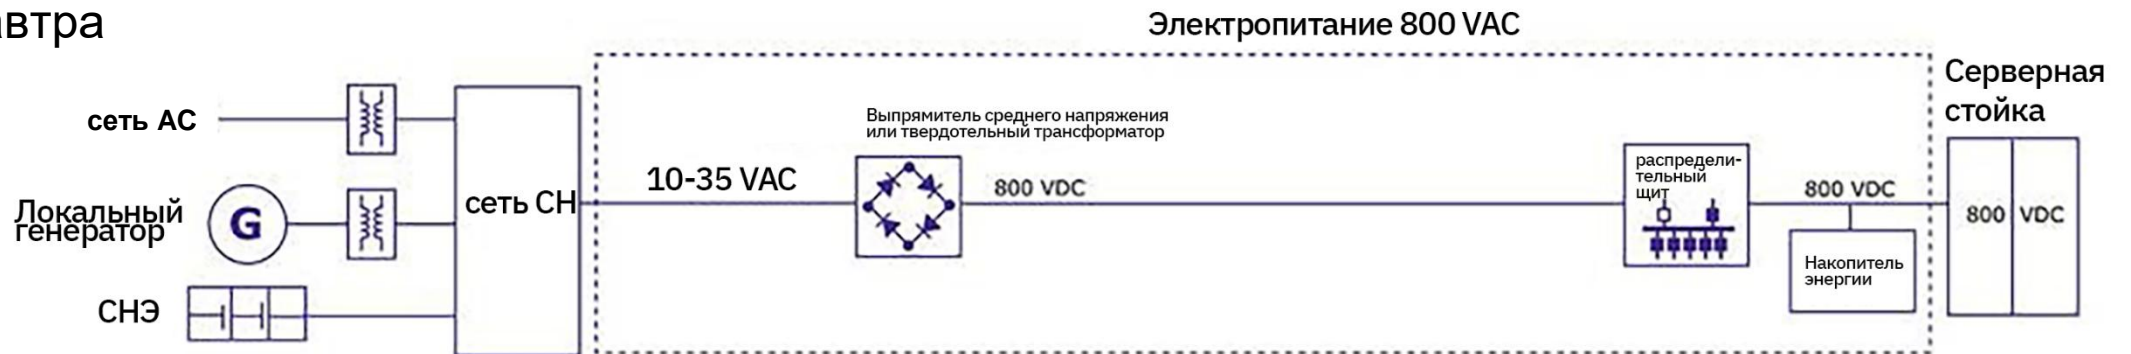 автра
Электропитание 800 VAC
Серверная
стойка
сеть AC
Выпрямитель среднего напряжения
или твердотельный трансформатор
распредели-
тельный
щит
10-35 VAC
800 VDC
800 VDC
сеть СН
Локальный
генератор
G
800 VDC
Накопитель
энергии
СНЭ